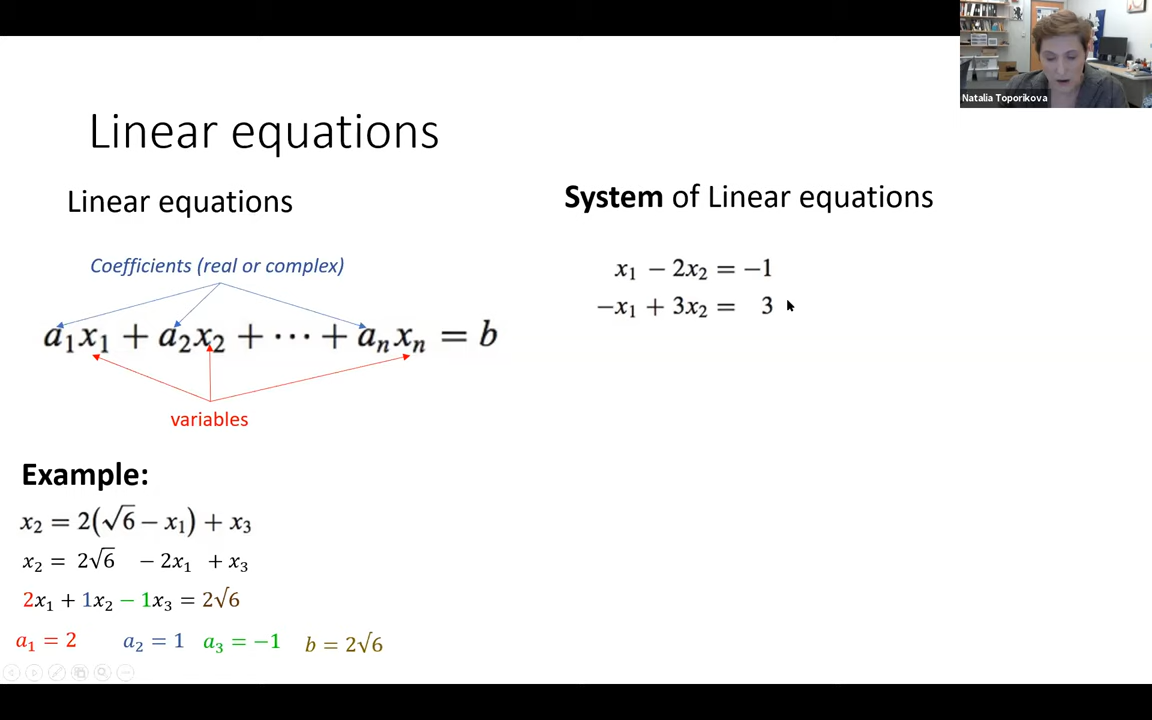 Natalia Toporikova
Linear equations
Linear equations
Coefficients (real or complex)
a₁x₁ + a₂x₂ + ⋯ + aₙxₙ = b
variables
Example:
x₂ = 2(√6 − x₁) + x₃
x₂ = 2√6 − 2x₁ + x₃
2x₁ + 1x₂ − 1x₃ = 2√6
a₁ = 2 a₂ = 1 a₃ = −1 b = 2√6
System of Linear equations
x₁ − 2x₂ = −1
−x₁ + 3x₂ = 3